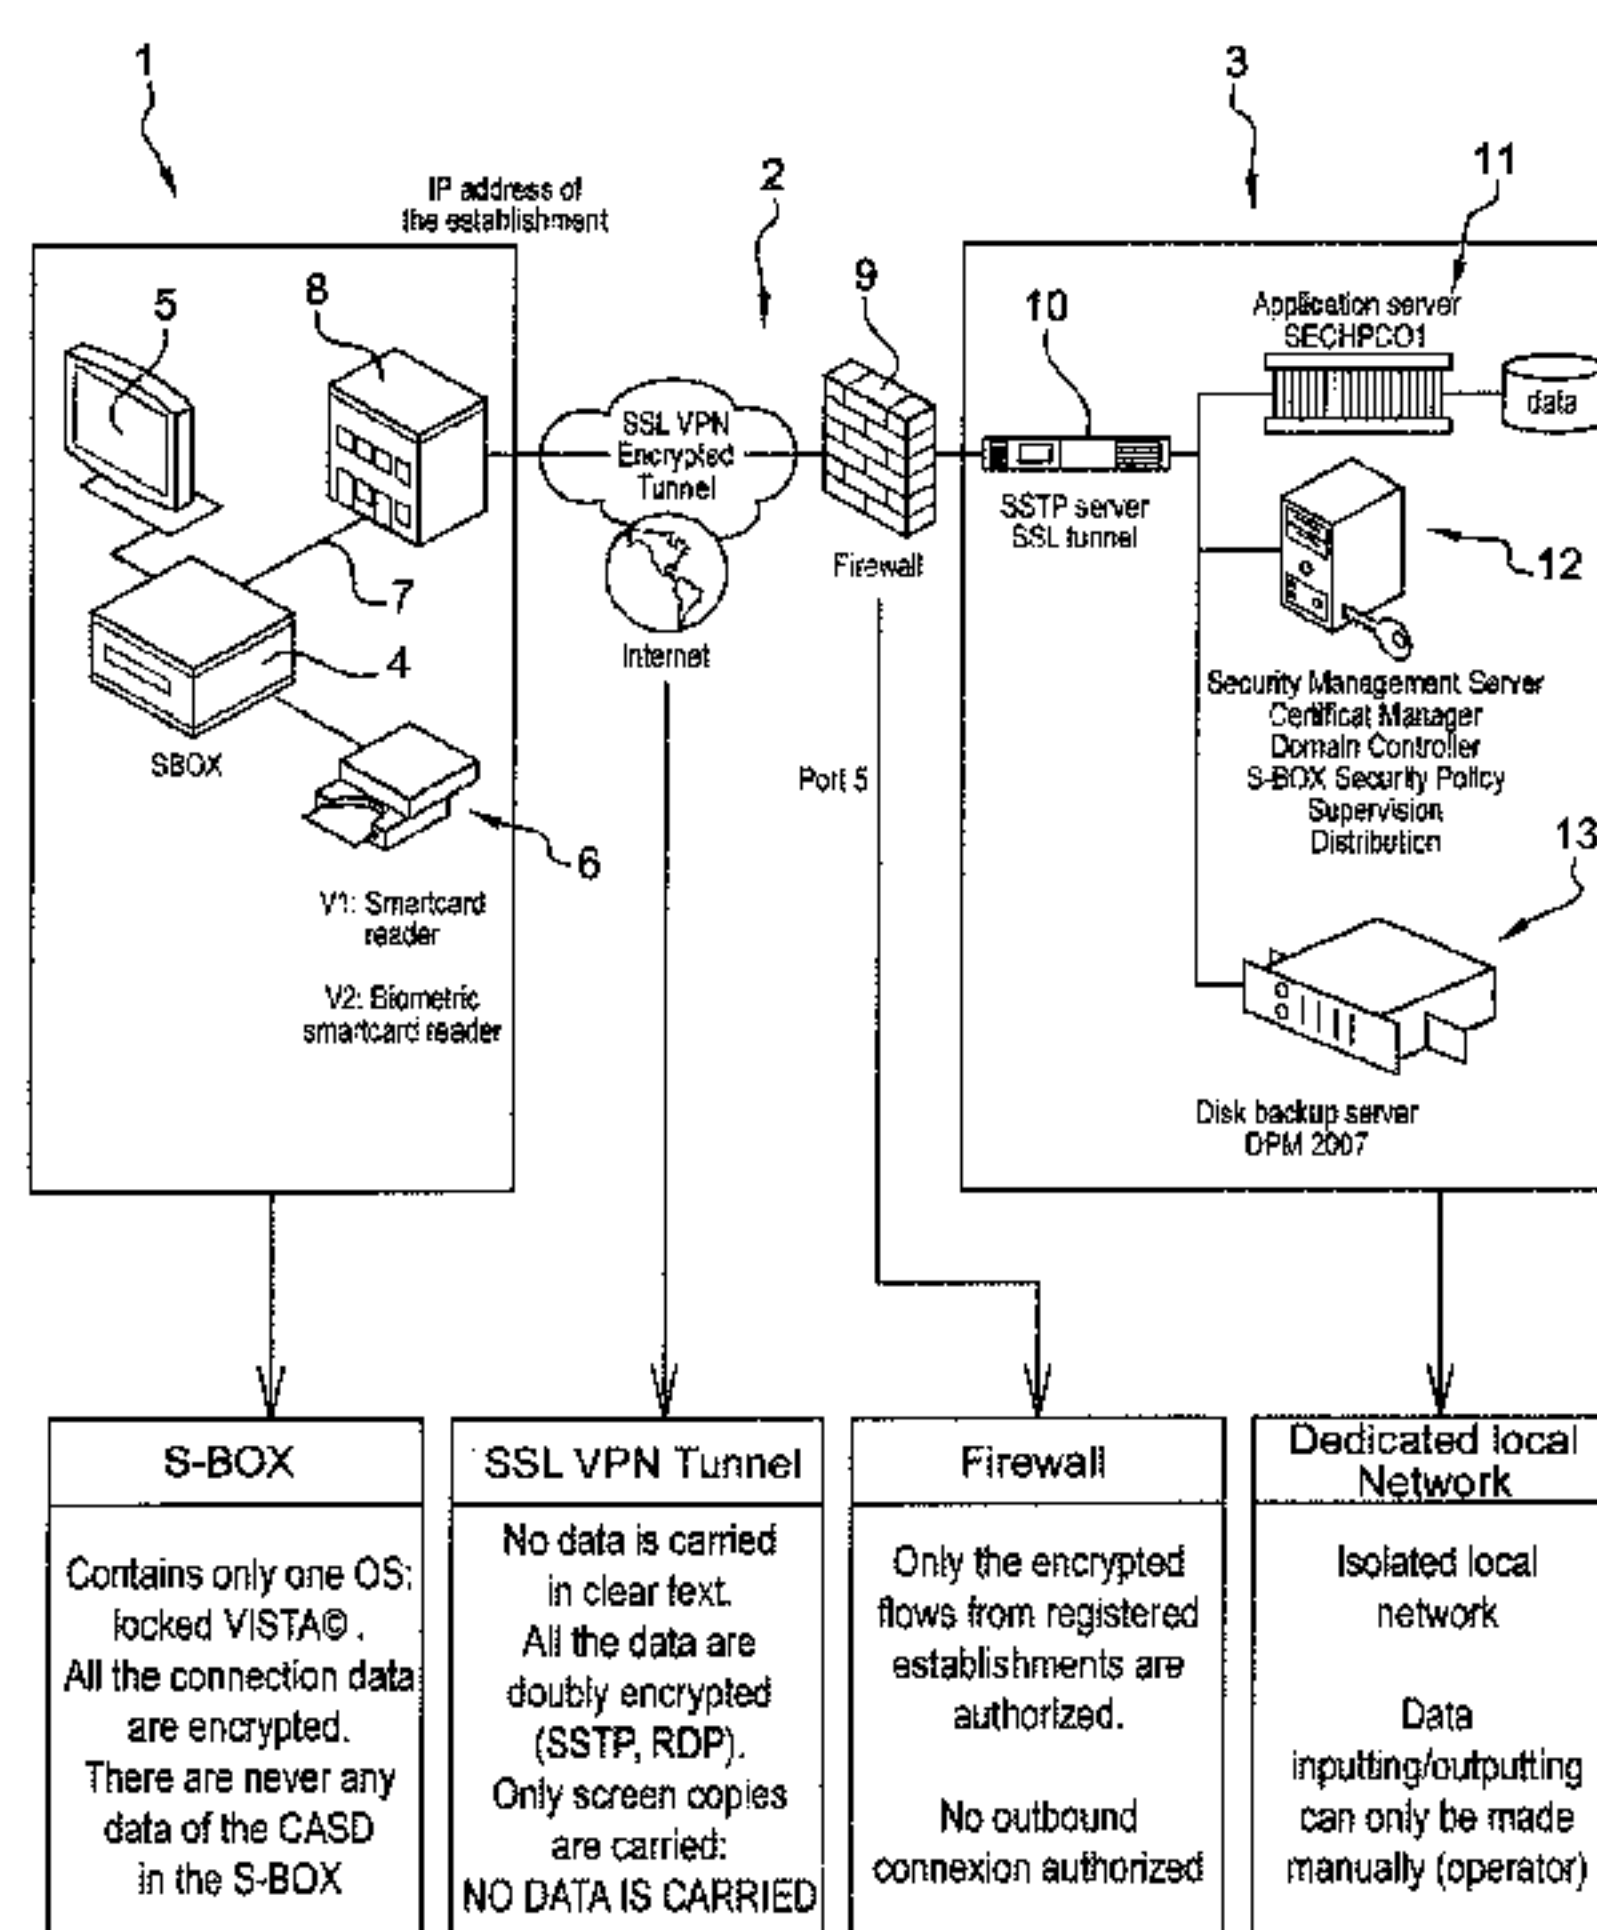 1
3
11
IP address of
the establishment
2
5
8
9
10
Application server
SECHPCO1
data
SSL VPN
Encrypted
Tunnel
SSTP server
SSL tunnel
Firewall
12
7
4
Internet
Security Management Server
Certificat Manager
Domain Controller
S-BOX Security Policy
Supervision
Distribution
SBOX
Port 5
13
6
V1: Smartcard
reader
V2: Biometric
smartcard reader
Disk backup server
DPM 2007
S-BOX
Contains only one OS:
locked VISTA© .
All the connection data
are encrypted.
There are never any
data of the CASD
in the S-BOX
SSL VPN Tunnel
No data is carried
in clear text.
All the data are
doubly encrypted
(SSTP, RDP).
Only screen copies
are carried:
NO DATA IS CARRIED
Firewall
Only the encrypted
flows from registered
establishments are
authorized.
No outbound
connexion authorized
Dedicated local
Network
Isolated local
network
Data
inputting/outputting
can only be made
manually (operator)